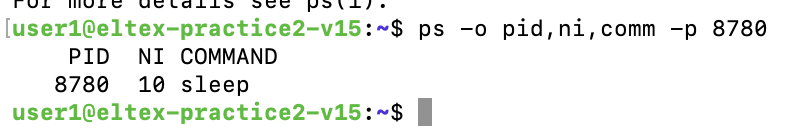 For more details see ps(1).
[user1@eltex-practice2-v15:~$ ps -o pid,ni,comm -p 8780
    PID  NI COMMAND
   8780  10 sleep
user1@eltex-practice2-v15:~$